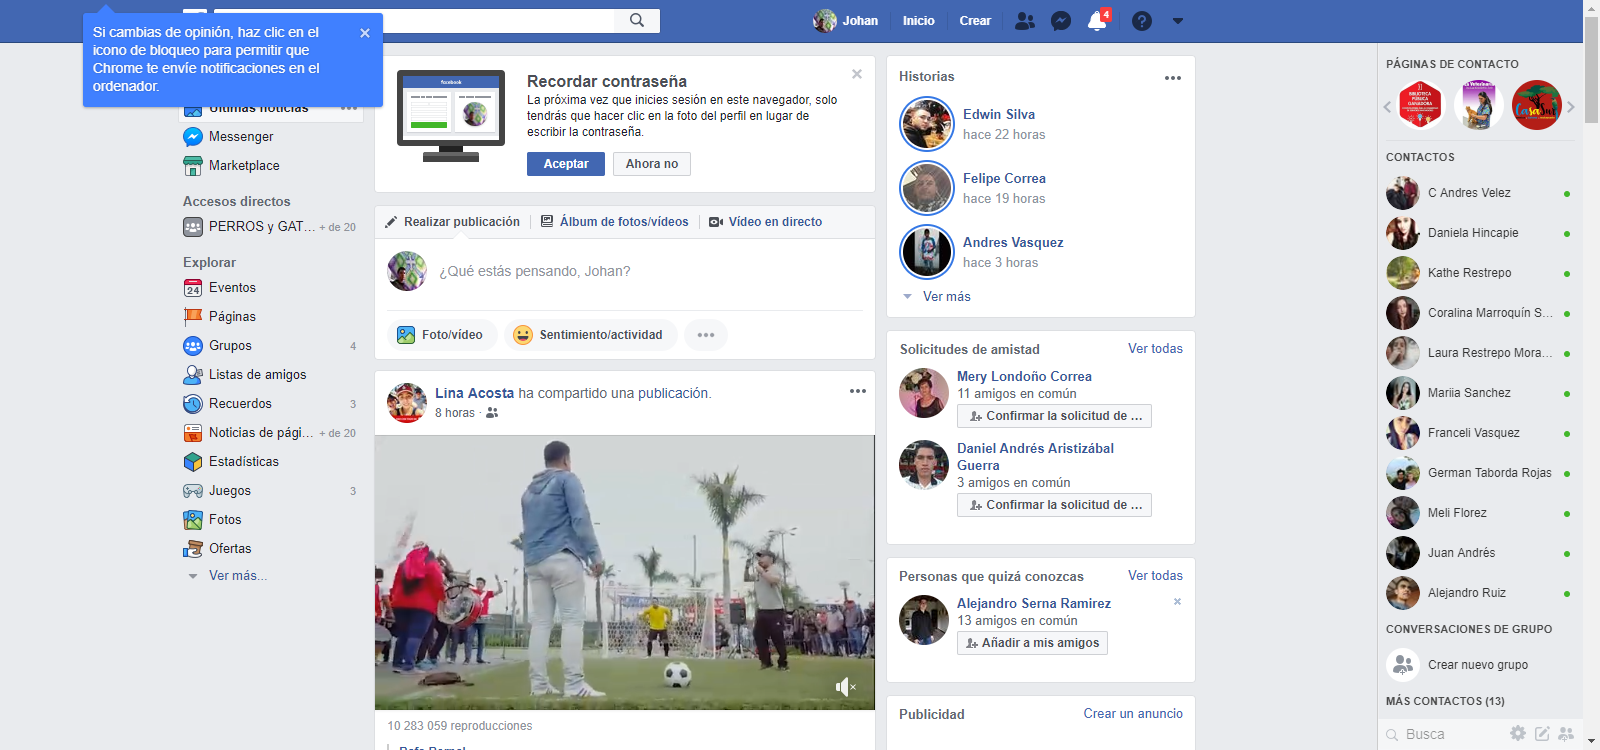 Johan
Inicio
Crear
4
Si cambias de opinión, haz clic en el
icono de bloqueo para permitir que
Chrome te envíe notificaciones en el
ordenador.
Últimas noticias
Messenger
Marketplace
Accesos directos
PERROS y GAT... + de 20
Explorar
24
Eventos
Páginas
Grupos 4
Listas de amigos
Recuerdos 3
Noticias de pági... + de 20
Estadísticas
Juegos 3
Fotos
Ofertas
Ver más...
facebook
Recordar contraseña
La próxima vez que inicies sesión en este navegador, solo
tendrás que hacer clic en la foto del perfil en lugar de
escribir la contraseña.
Aceptar
Ahora no
Realizar publicación
Álbum de fotos/vídeos
Vídeo en directo
¿Qué estás pensando, Johan?
Foto/vídeo
Sentimiento/actividad
Lina Acosta ha compartido una publicación.
8 horas ·
10 283 059 reproducciones
Historias
Edwin Silva
hace 22 horas
Felipe Correa
hace 19 horas
Andres Vasquez
hace 3 horas
Ver más
Solicitudes de amistad
Ver todas
Mery Londoño Correa
11 amigos en común
Confirmar la solicitud de ...
Daniel Andrés Aristizábal
Guerra
3 amigos en común
Confirmar la solicitud de ...
Personas que quizá conozcas
Ver todas
Alejandro Serna Ramirez
13 amigos en común
Añadir a mis amigos
Publicidad
Crear un anuncio
PÁGINAS DE CONTACTO
BIBLIOTECA
PÚBLICA
GANADORA
CONTACTOS
C Andres Velez
Daniela Hincapie
Kathe Restrepo
Coralina Marroquín S...
Laura Restrepo Mora...
Mariii Sanchez
Franceli Vasquez
German Taborda Rojas
Meli Florez
Juan Andrés
Alejandro Ruiz
CONVERSACIONES DE GRUPO
Crear nuevo grupo
MÁS CONTACTOS (13)
Busca